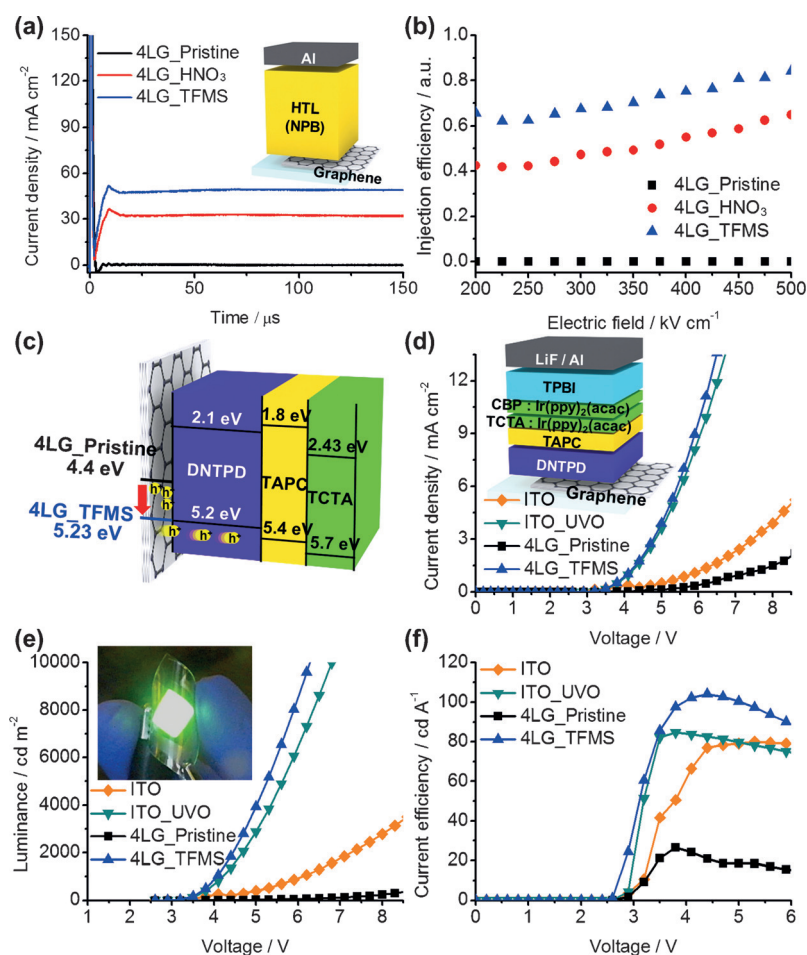 (a)
150
120
90
60
30
0
Current density / mA cm⁻²
4LG_Pristine
4LG_HNO₃
4LG_TFMS
Al
HTL
(NPB)
Graphene
0 50 100 150
Time / μs
(b)
1.0
0.8
0.6
0.4
0.2
0.0
Injection efficiency / a.u.
4LG_Pristine
4LG_HNO₃
4LG_TFMS
200 250 300 350 400 450 500
Electric field / kV cm⁻¹
(c)
4LG_Pristine
4.4 eV
4LG_TFMS
5.23 eV
h⁺
h⁺
h⁺
h⁺
h⁺
h⁺
2.1 eV
DNTPD
5.2 eV
1.8 eV
TAPC
5.4 eV
2.43 eV
TCTA
5.7 eV
(d)
12
10
8
6
4
2
0
Current density / mA cm⁻²
LiF / Al
TPBI
CBP : Ir(ppy)₂(acac)
TCTA : Ir(ppy)₂(acac)
TAPC
DNTPD
Graphene
ITO
ITO_UVO
4LG_Pristine
4LG_TFMS
0 1 2 3 4 5 6 7 8
Voltage / V
(e)
10000
8000
6000
4000
2000
0
Luminance / cd m⁻²
ITO
ITO_UVO
4LG_Pristine
4LG_TFMS
1 2 3 4 5 6 7 8
Voltage / V
(f)
120
100
80
60
40
20
0
Current efficiency / cd A⁻¹
ITO
ITO_UVO
4LG_Pristine
4LG_TFMS
0 1 2 3 4 5 6
Voltage / V